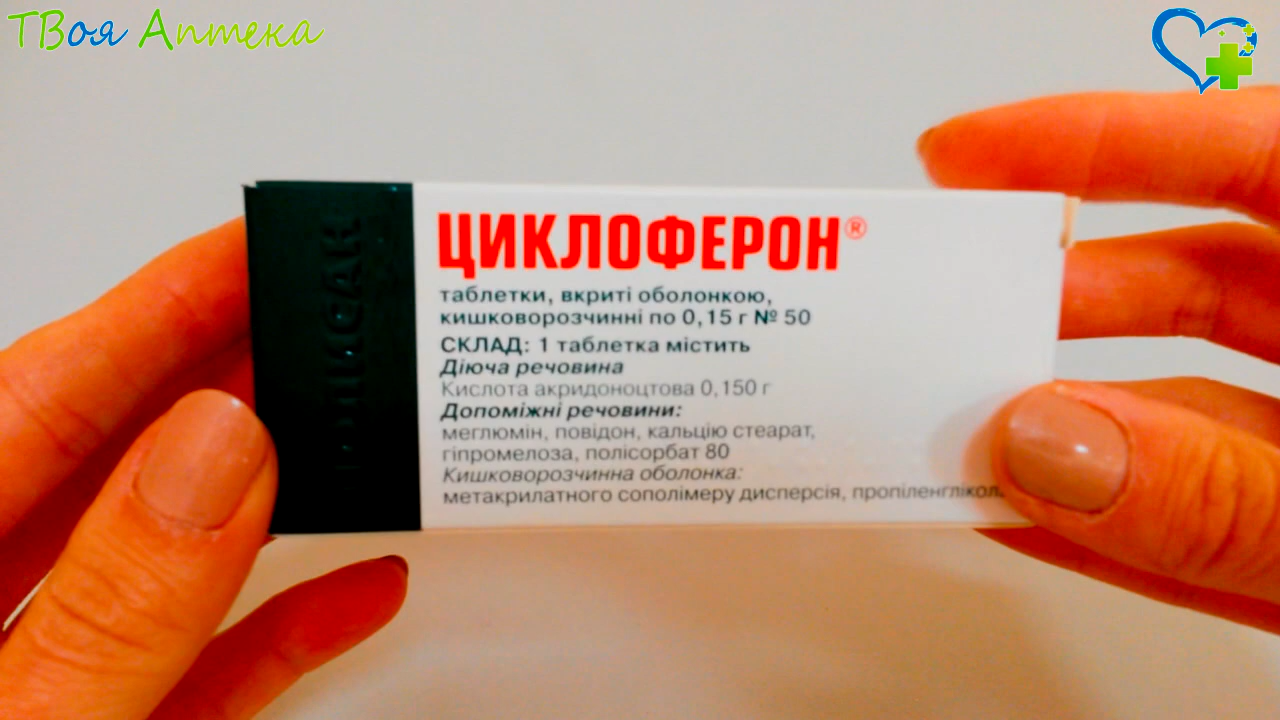 ТВоя Аптека
ЦИКЛОФЕРОН®
таблетки, вкриті оболонкою,
кишковорозчинні по 0,15 г № 50
СКЛАД: 1 таблетка містить
Діюча речовина
Кислота акридоноцтова 0,150 г
Допоміжні речовини:
меглюмін, повідон, кальцію стеарат,
гіпромелоза, полісорбат 80
Кишковорозчинна оболонка:
метакрилатного сополімеру дисперсія,